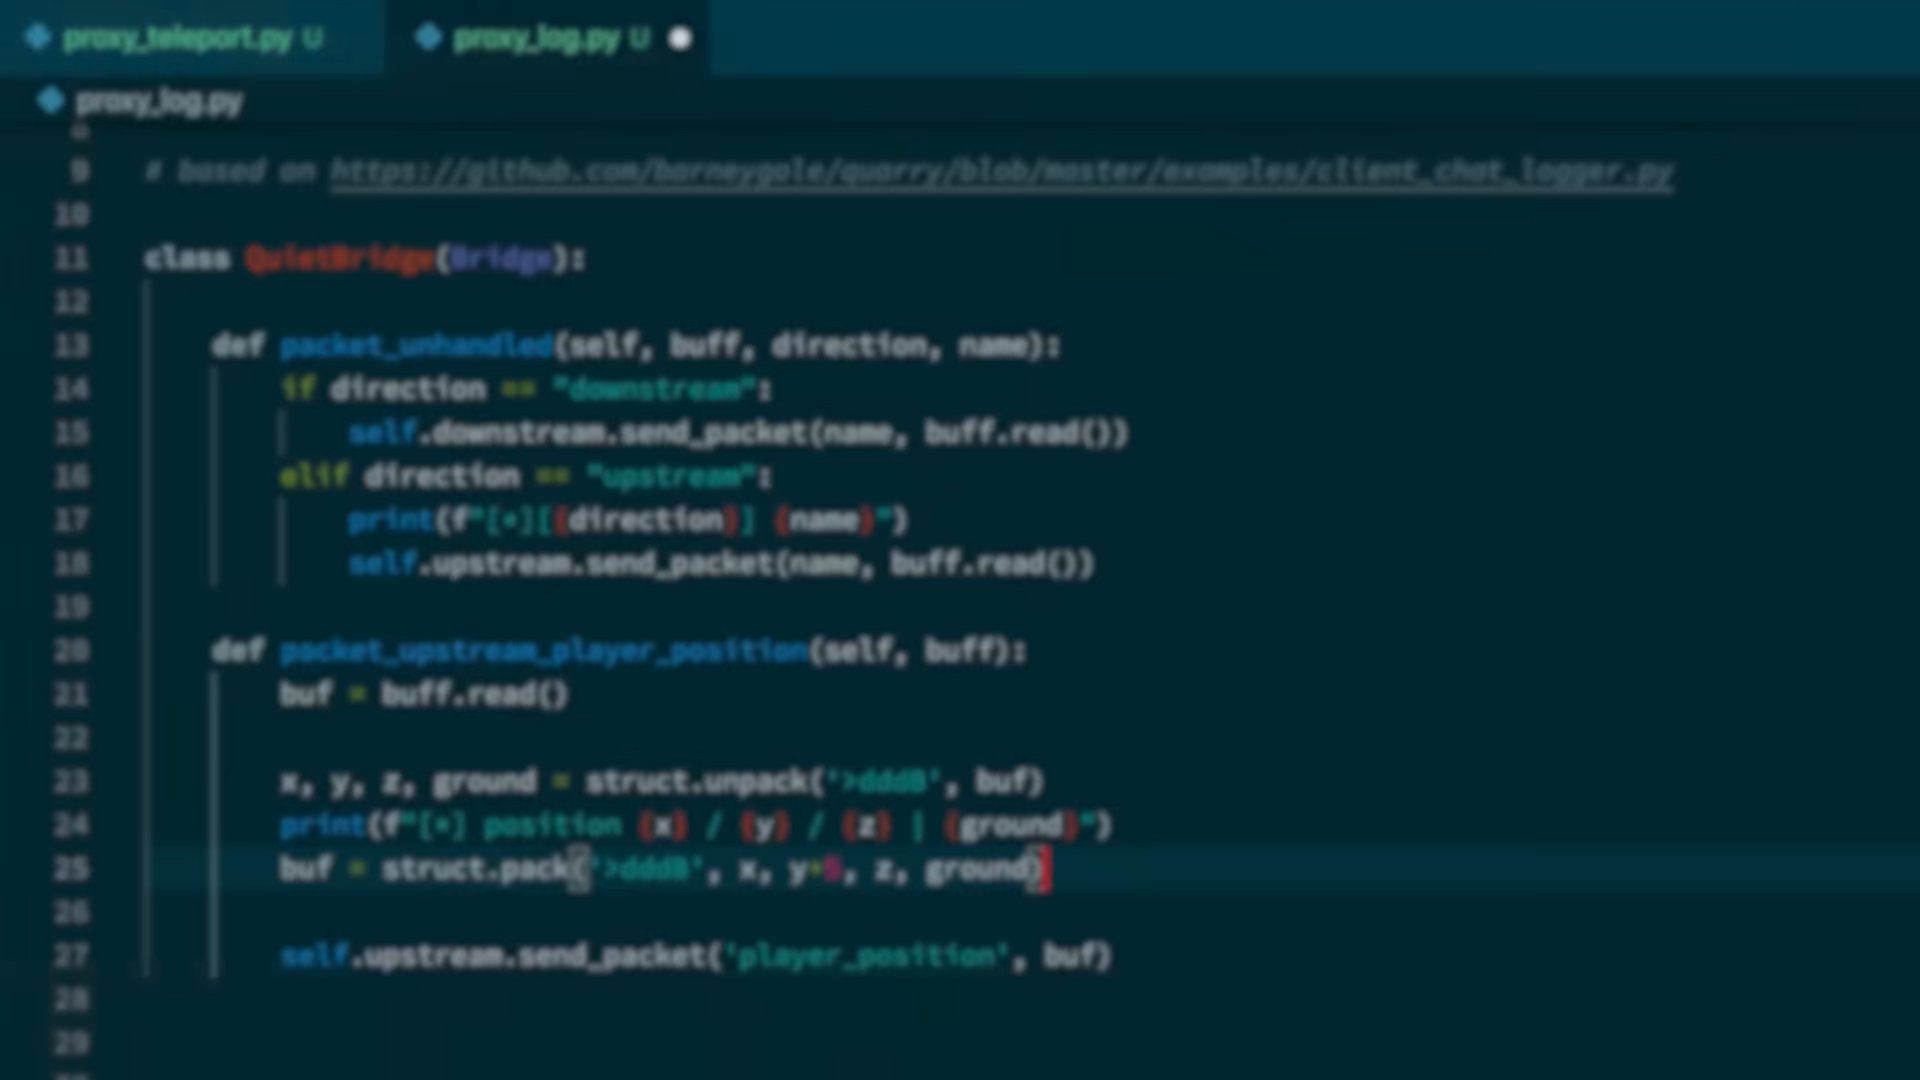 proxy_teleport.py U proxy_log.py U
proxy_log.py
9 # based on https://github.com/barneygale/quarry/blob/master/examples/client_chat_logger.py
10
11 class QuietBridge(Bridge):
12
13 def packet_unhandled(self, buff, direction, name):
14 if direction == "downstream":
15 self.downstream.send_packet(name, buff.read())
16 elif direction == "upstream":
17 print(f"[*][{direction}] {name}")
18 self.upstream.send_packet(name, buff.read())
19
20 def packet_upstream_player_position(self, buff):
21 buf = buff.read()
22
23 x, y, z, ground = struct.unpack('>dddB', buf)
24 print(f"[*] position {x} / {y} / {z} | {ground}")
25 buf = struct.pack('>dddB', x, y+5, z, ground)
26
27 self.upstream.send_packet('player_position', buf)
28
29